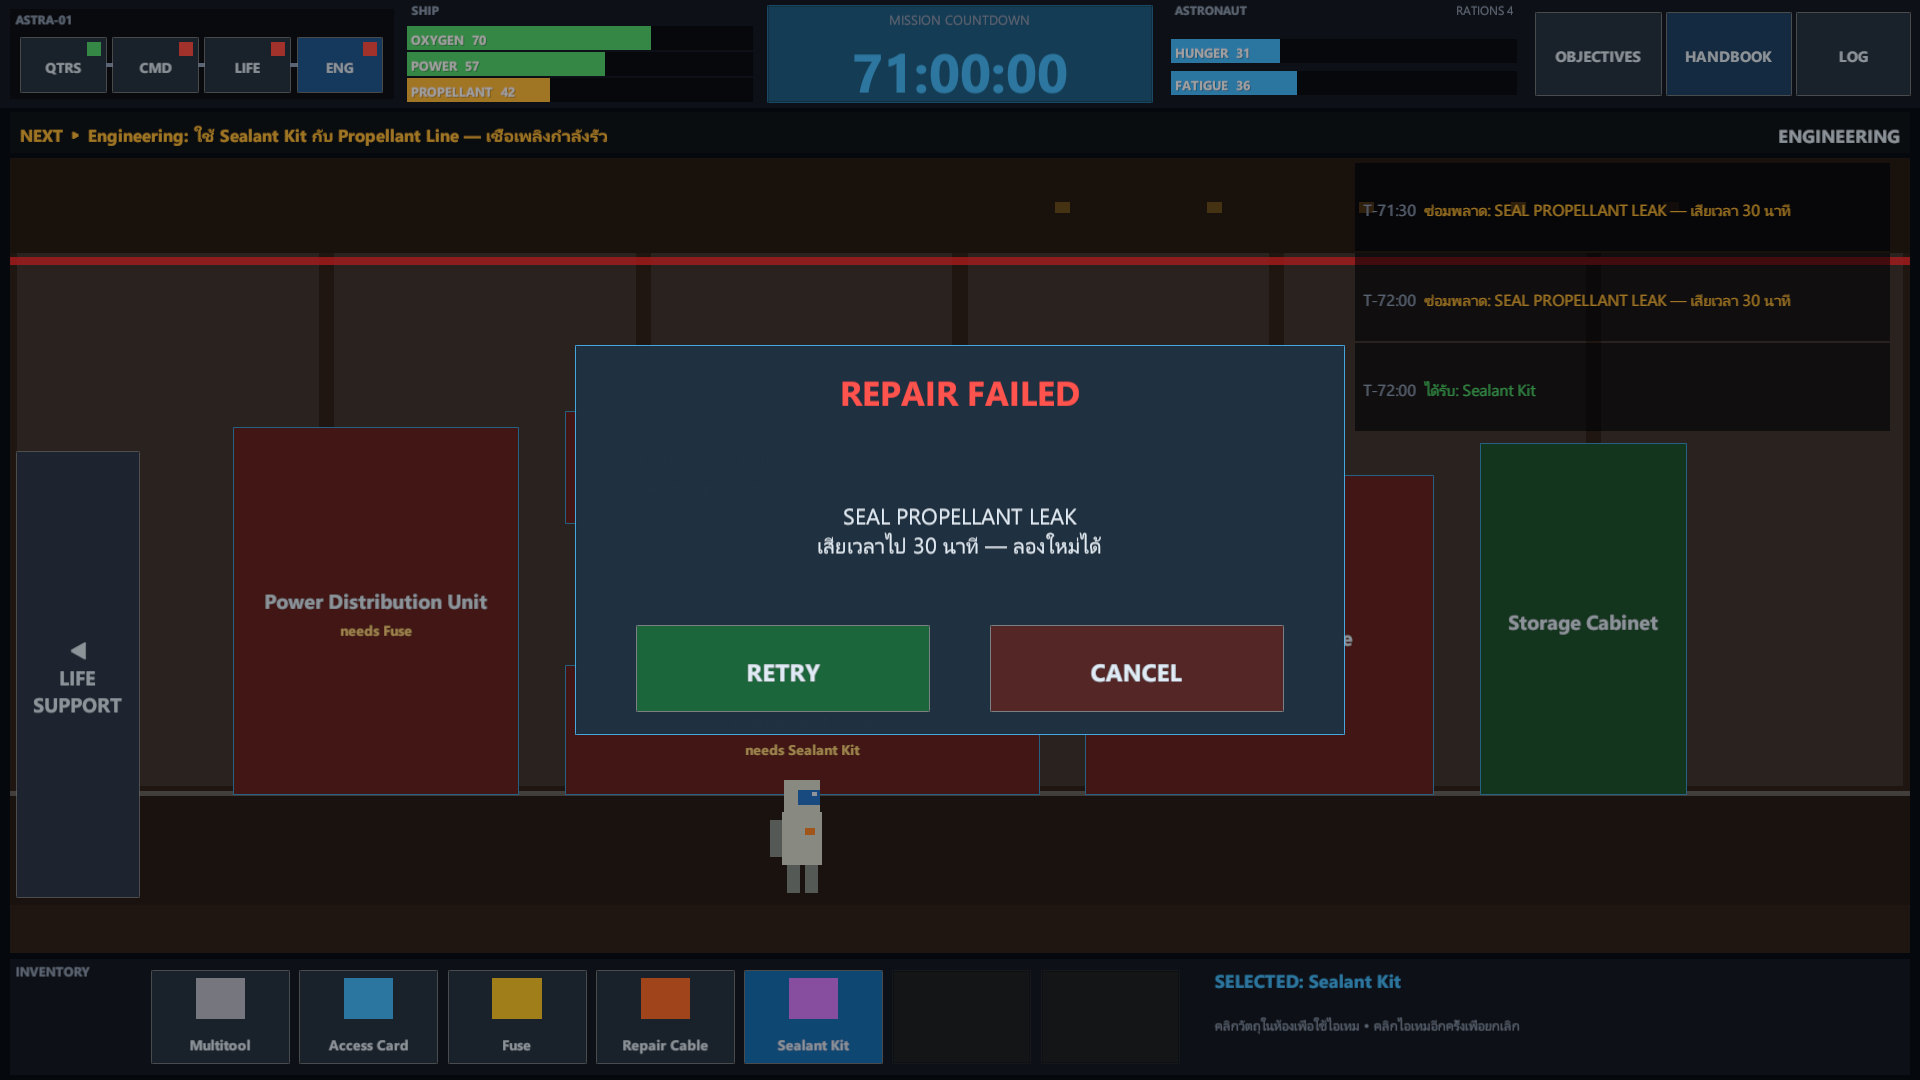 ASTRA-01
QTRS
CMD
LIFE
ENG
SHIP
OXYGEN 70
POWER 57
PROPELLANT 42
MISSION COUNTDOWN
71:00:00
ASTRONAUT
RATIONS 4
HUNGER 31
FATIGUE 36
OBJECTIVES
HANDBOOK
LOG
NEXT ▸ Engineering: ใช้ Sealant Kit กับ Propellant Line — เชื้อเพลิงกำลังรั่ว
ENGINEERING
T-71:30 ซ่อมพลาด: SEAL PROPELLANT LEAK — เสียเวลา 30 นาที
T-72:00 ซ่อมพลาด: SEAL PROPELLANT LEAK — เสียเวลา 30 นาที
T-72:00 ได้รับ: Sealant Kit
REPAIR FAILED
SEAL PROPELLANT LEAK
เสียเวลาไป 30 นาที — ลองใหม่ได้
RETRY
CANCEL
Power Distribution Unit
needs Fuse
◀
LIFE
SUPPORT
needs Sealant Kit
Storage Cabinet
INVENTORY
Multitool
Access Card
Fuse
Repair Cable
Sealant Kit
SELECTED: Sealant Kit
คลิกวัตถุในห้องเพื่อใช้ไอเทม • คลิกไอเทมอีกครั้งเพื่อยกเลิก